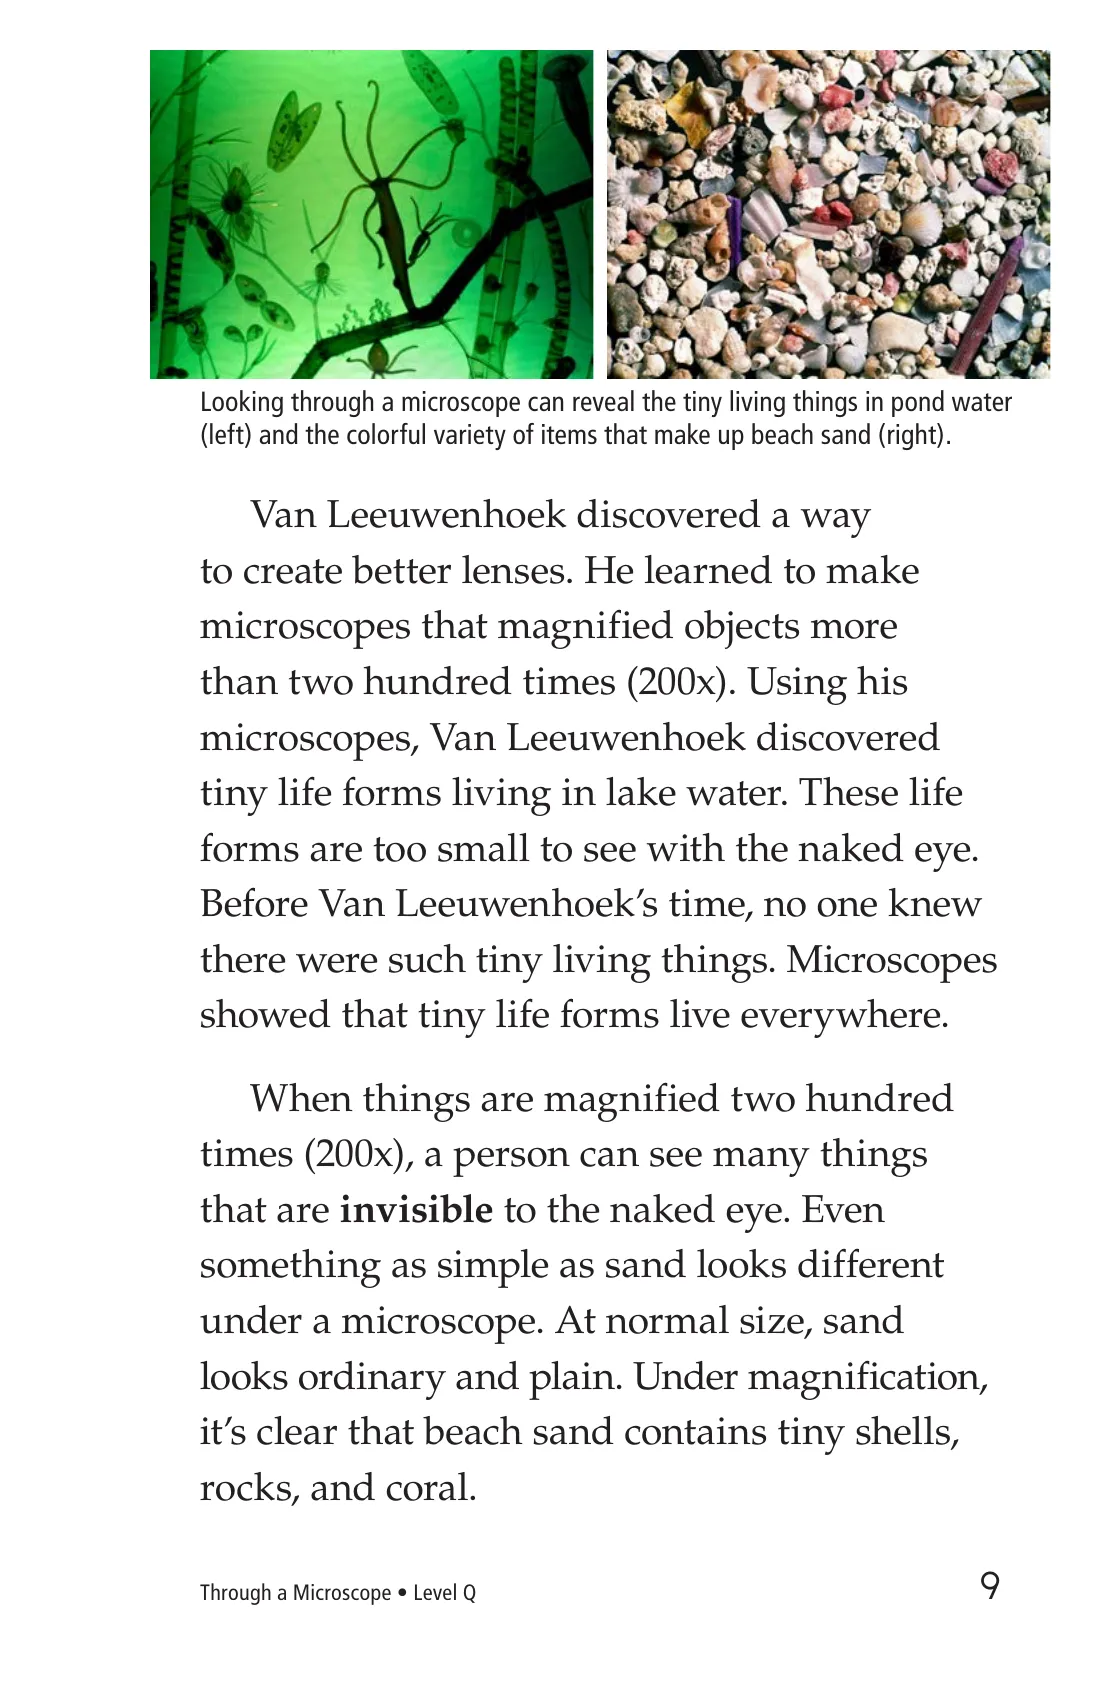 Looking through a microscope can reveal the tiny living things in pond water
(left) and the colorful variety of items that make up beach sand (right).
Van Leeuwenhoek discovered a way
to create better lenses. He learned to make
microscopes that magnified objects more
than two hundred times (200x). Using his
microscopes, Van Leeuwenhoek discovered
tiny life forms living in lake water. These life
forms are too small to see with the naked eye.
Before Van Leeuwenhoek’s time, no one knew
there were such tiny living things. Microscopes
showed that tiny life forms live everywhere.
When things are magnified two hundred
times (200x), a person can see many things
that are invisible to the naked eye. Even
something as simple as sand looks different
under a microscope. At normal size, sand
looks ordinary and plain. Under magnification,
it’s clear that beach sand contains tiny shells,
rocks, and coral.
Through a Microscope • Level Q
9